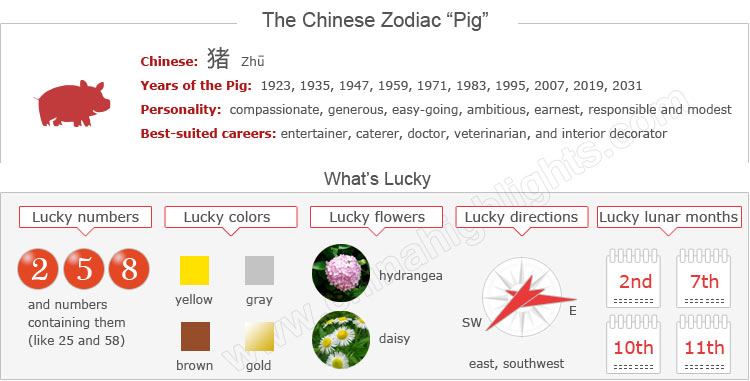 The Chinese Zodiac “Pig”
Chinese: 猪 Zhū
Years of the Pig: 1923, 1935, 1947, 1959, 1971, 1983, 1995, 2007, 2019, 2031
Personality: compassionate, generous, easy-going, ambitious, earnest, responsible and modest
Best-suited careers: entertainer, caterer, doctor, veterinarian, and interior decorator
What’s Lucky
Lucky numbers
2 5 8
and numbers
containing them
(like 25 and 58)
Lucky colors
yellow gray
brown gold
Lucky flowers
hydrangea
daisy
Lucky directions
E
SW
east, southwest
Lucky lunar months
2nd 7th
10th 11th
www.chinahighlights.com